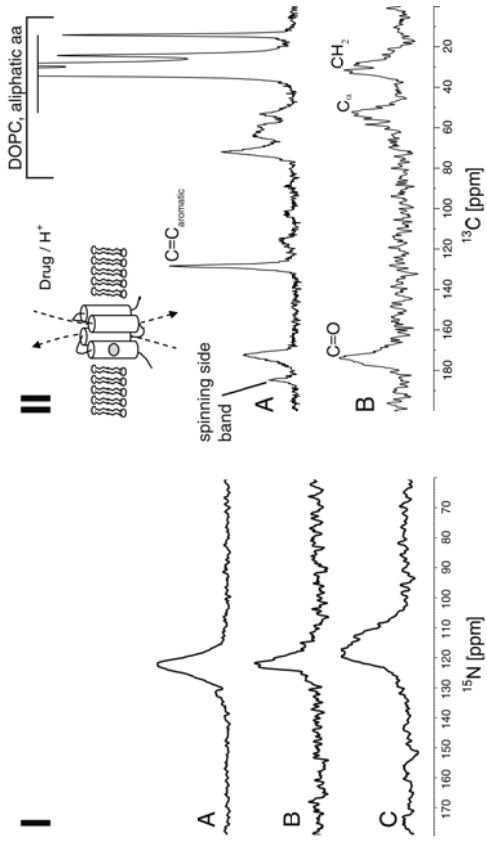 I
A
B
C
170 160 150 140 130 120 110 100 90 80 70
¹⁵N [ppm]
II
Drug / H⁺
DOPC, aliphatic aa
spinning side
band
C=C aromatic
A
B
C=O
Cα
CH₂
180 160 140 120 100 80 60 40 20
¹³C [ppm]